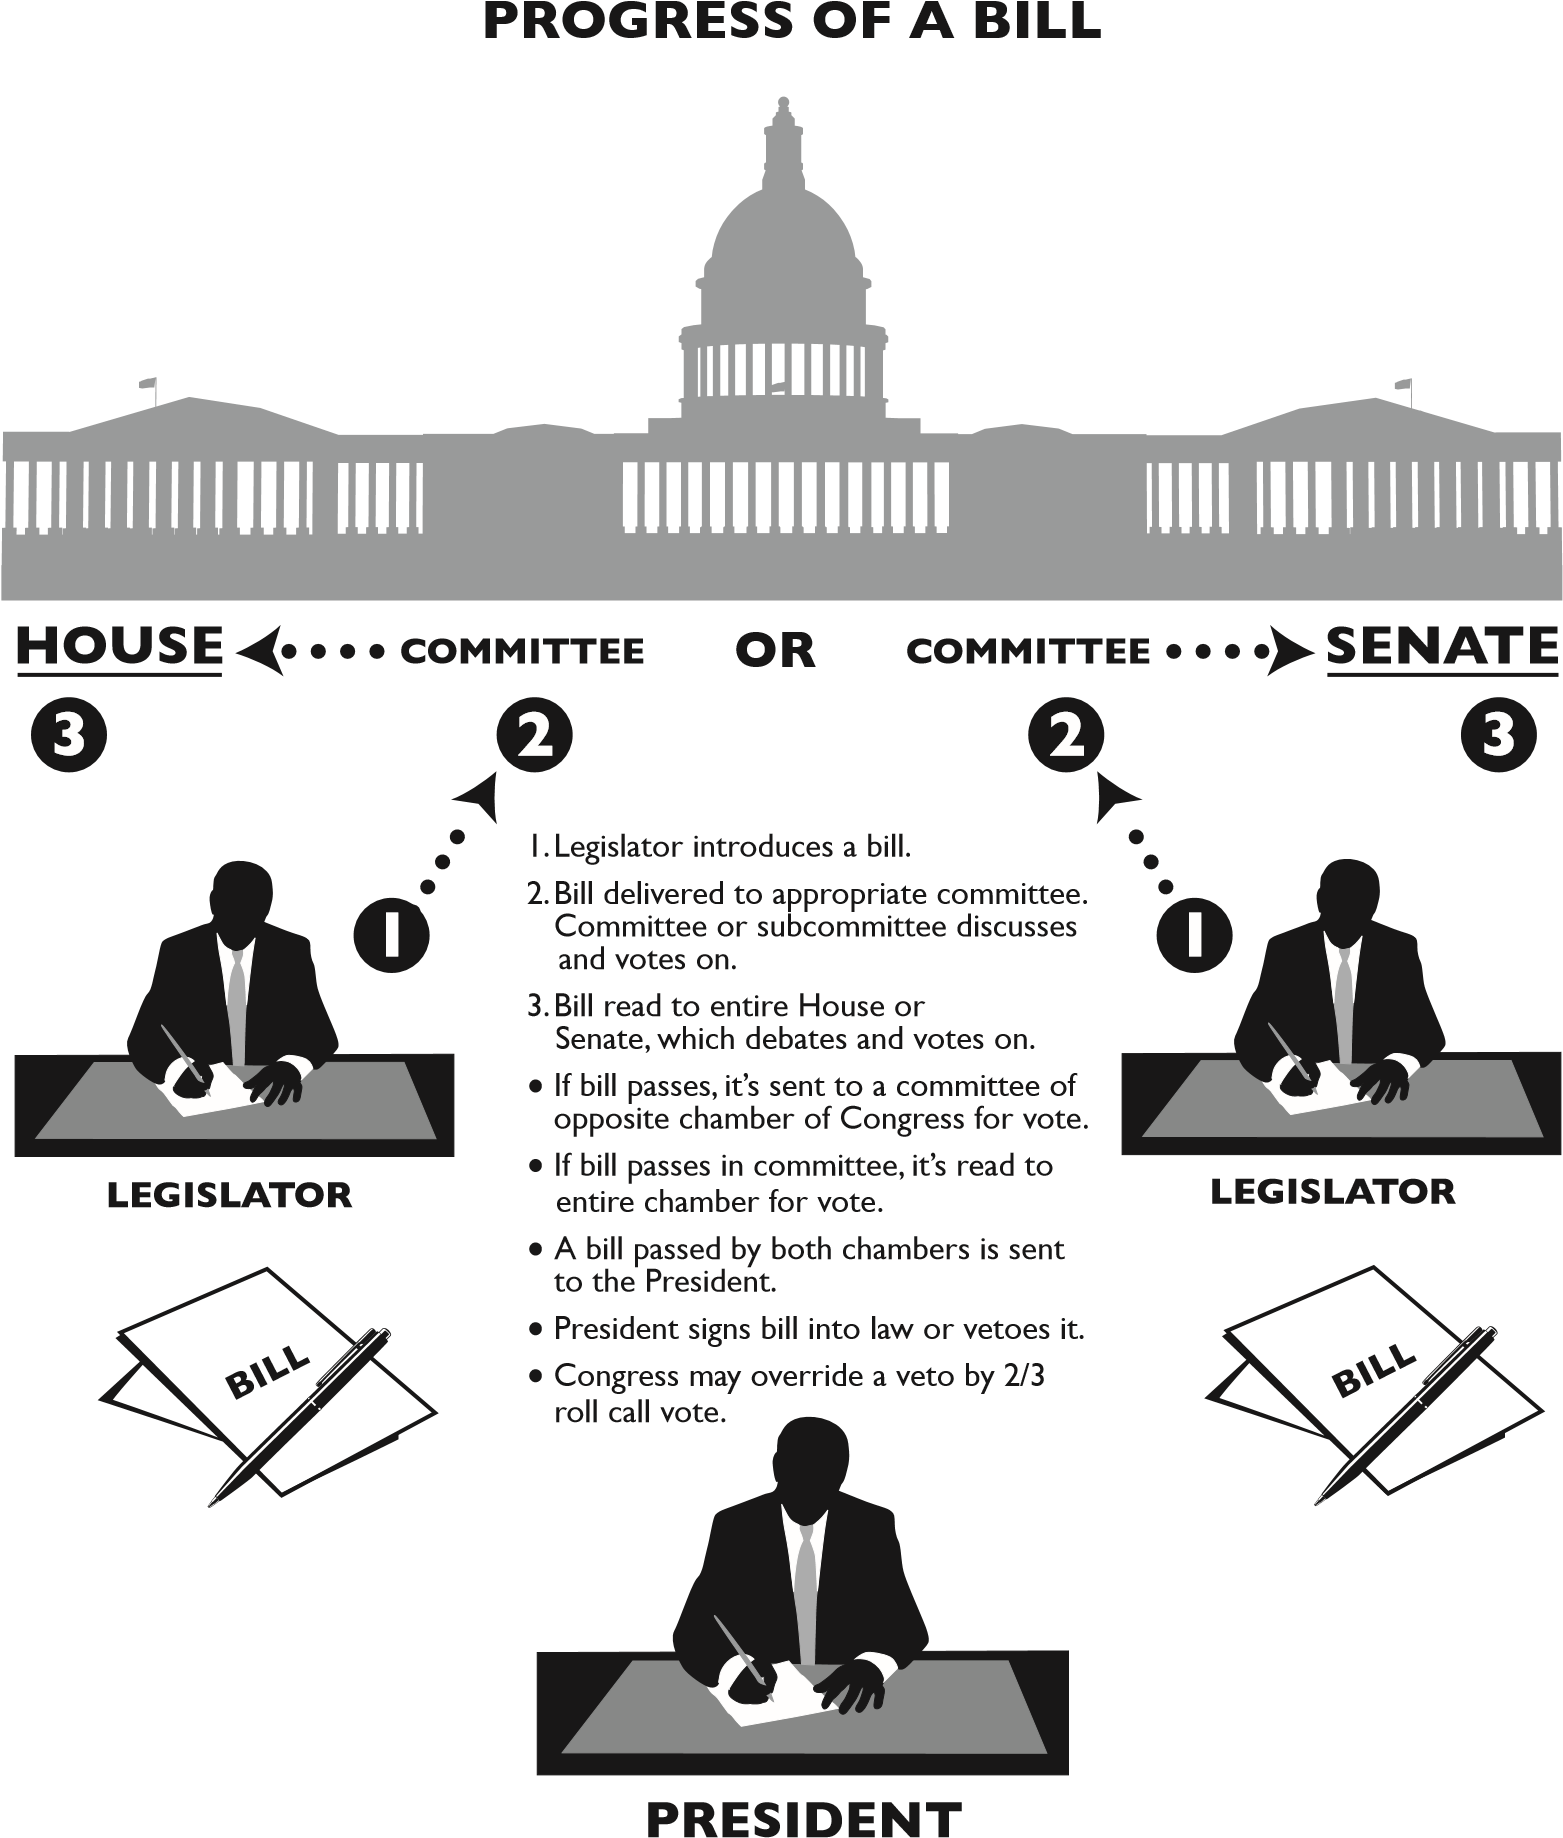 PROGRESS OF A BILL
HOUSE COMMITTEE OR COMMITTEE SENATE
3 2 2 3
1. Legislator introduces a bill.
2. Bill delivered to appropriate committee.
Committee or subcommittee discusses
and votes on.
3. Bill read to entire House or
Senate, which debates and votes on.
• If bill passes, it's sent to a committee of
opposite chamber of Congress for vote.
• If bill passes in committee, it's read to
entire chamber for vote.
• A bill passed by both chambers is sent
to the President.
• President signs bill into law or vetoes it.
• Congress may override a veto by 2/3
roll call vote.
1
1
LEGISLATOR
LEGISLATOR
BILL
BILL
PRESIDENT